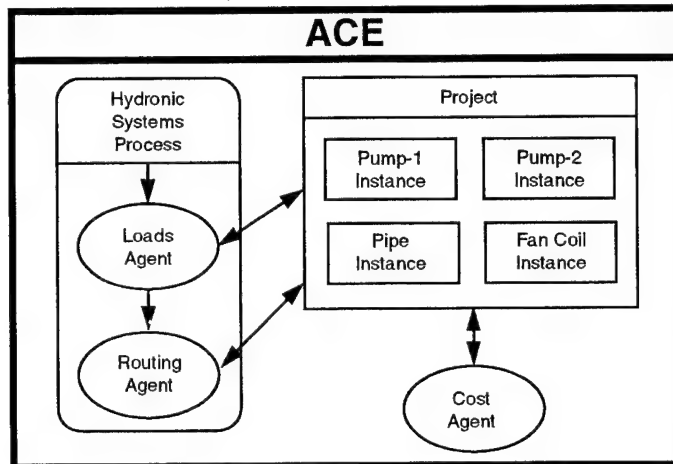 ACE
Hydronic
Systems
Process
Loads
Agent
Routing
Agent
Project
Pump-1
Instance
Pump-2
Instance
Pipe
Instance
Fan Coil
Instance
Cost
Agent